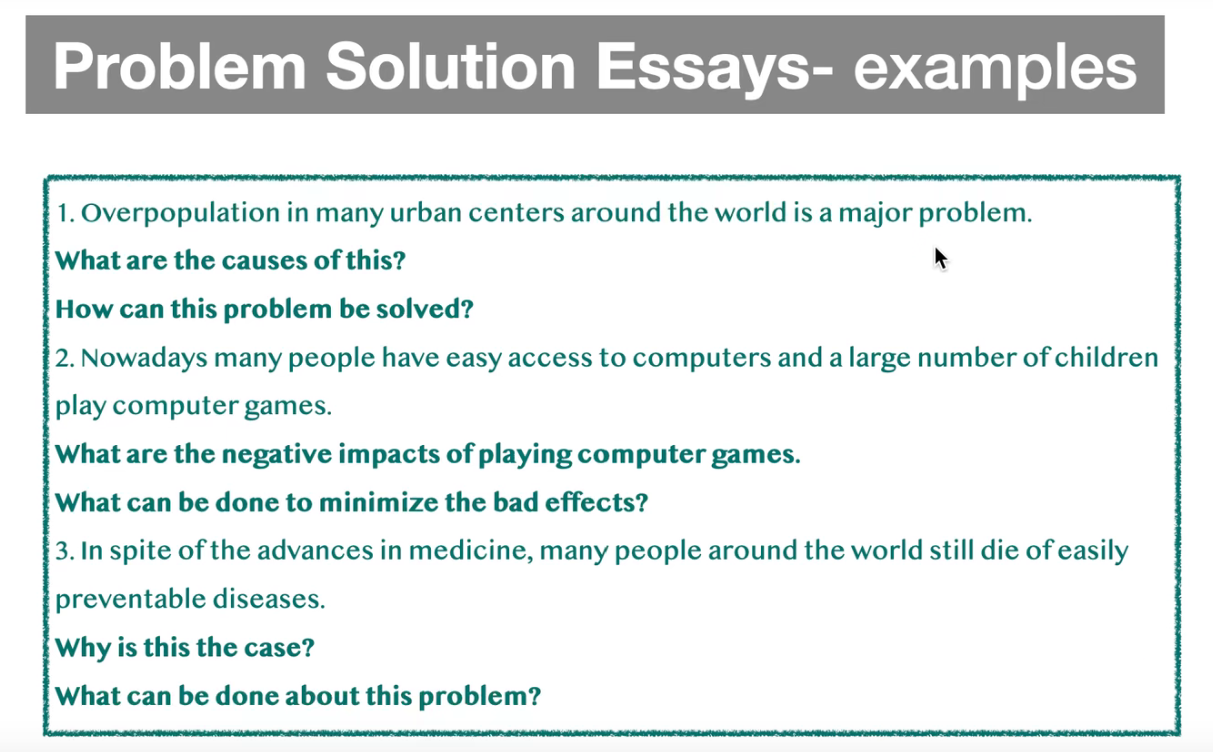 Problem Solution Essays- examples
1. Overpopulation in many urban centers around the world is a major problem.
What are the causes of this?
How can this problem be solved?
2. Nowadays many people have easy access to computers and a large number of children
play computer games.
What are the negative impacts of playing computer games.
What can be done to minimize the bad effects?
3. In spite of the advances in medicine, many people around the world still die of easily
preventable diseases.
Why is this the case?
What can be done about this problem?